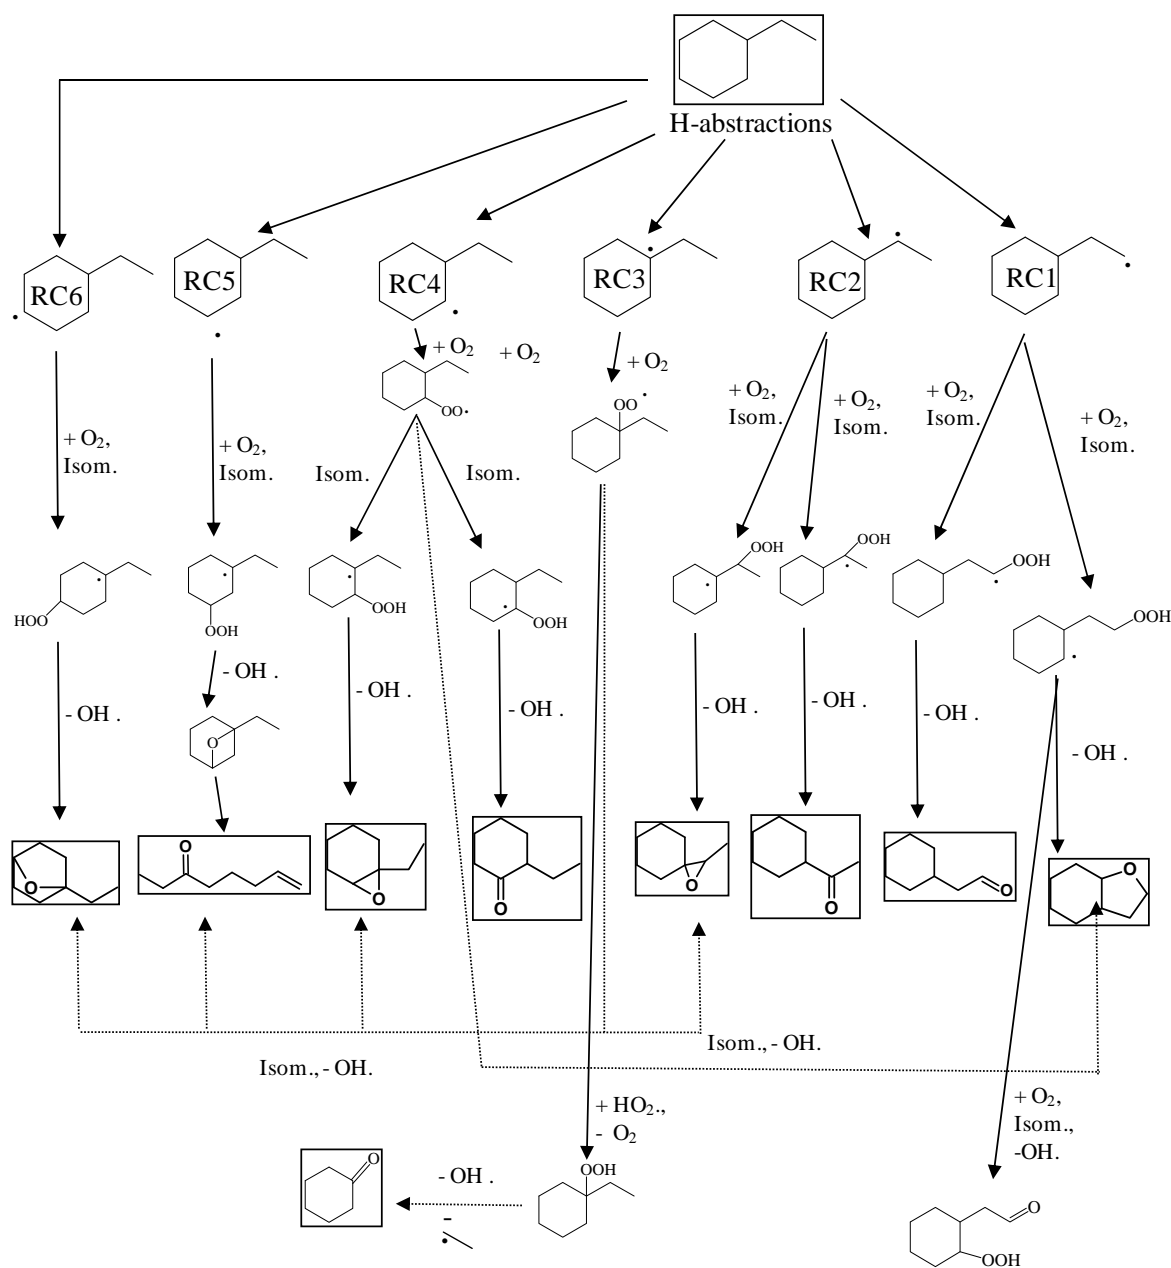 H-abstractions
RC6
RC5
RC4
RC3
RC2
RC1
+ O2
+ O2
+ O2
OO•
OO•
+ O2,
Isom.
+ O2,
Isom.
+ O2,
Isom.
+ O2,
Isom.
+ O2,
Isom.
+ O2,
Isom.
Isom.
Isom.
HOO
OOH
OOH
OOH
OOH
OOH
OOH
OOH
- OH .
- OH .
- OH .
- OH .
- OH .
- OH .
- OH .
- OH .
O
O
O
O
O
O
O
O
O
Isom., - OH.
Isom., - OH.
+ HO2.,
- O2
+ O2,
Isom.,
-OH.
O
- OH .
-
OOH
O
OOH